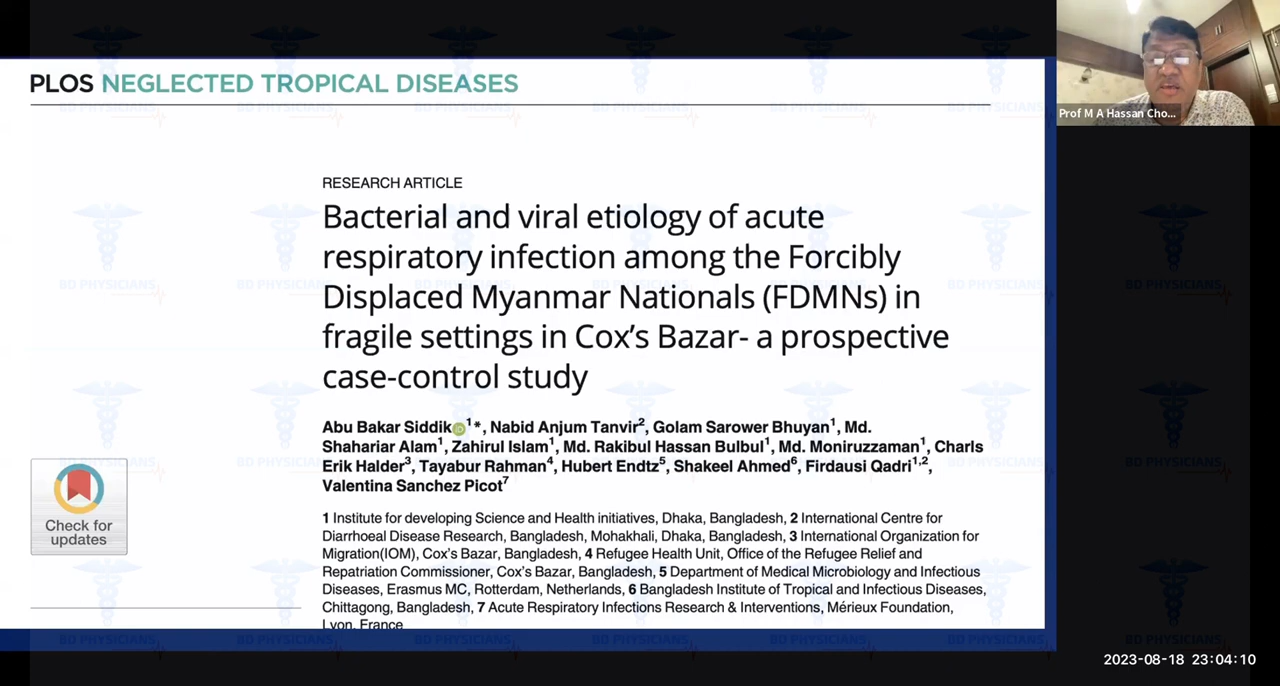 PLOS NEGLECTED TROPICAL DISEASES
RESEARCH ARTICLE
Bacterial and viral etiology of acute
respiratory infection among the Forcibly
Displaced Myanmar Nationals (FDMNs) in
fragile settings in Cox's Bazar- a prospective
case-control study
Abu Bakar Siddik 1*, Nabid Anjum Tanvir2, Golam Sarower Bhuyan1, Md.
Shahariar Alam1, Zahirul Islam1, Md. Rakibul Hassan Bulbul1, Md. Moniruzzaman1, Charls
Erik Halder3, Tayabur Rahman4, Hubert Endtz5, Shakeel Ahmed6, Firdausi Qadri1,2,
Valentina Sanchez Picot7
1 Institute for developing Science and Health initiatives, Dhaka, Bangladesh, 2 International Centre for
Diarrhoeal Disease Research, Bangladesh, Mohakhali, Dhaka, Bangladesh, 3 International Organization for
Migration(IOM), Cox's Bazar, Bangladesh, 4 Refugee Health Unit, Office of the Refugee Relief and
Repatriation Commissioner, Cox's Bazar, Bangladesh, 5 Department of Medical Microbiology and Infectious
Diseases, Erasmus MC, Rotterdam, Netherlands, 6 Bangladesh Institute of Tropical and Infectious Diseases,
Chittagong, Bangladesh, 7 Acute Respiratory Infections Research & Interventions, Mérieux Foundation,
Lyon, France
Check for
updates
Prof M A Hassan Cho...
BD PHYSICIANS
2023-08-18 23:04:10